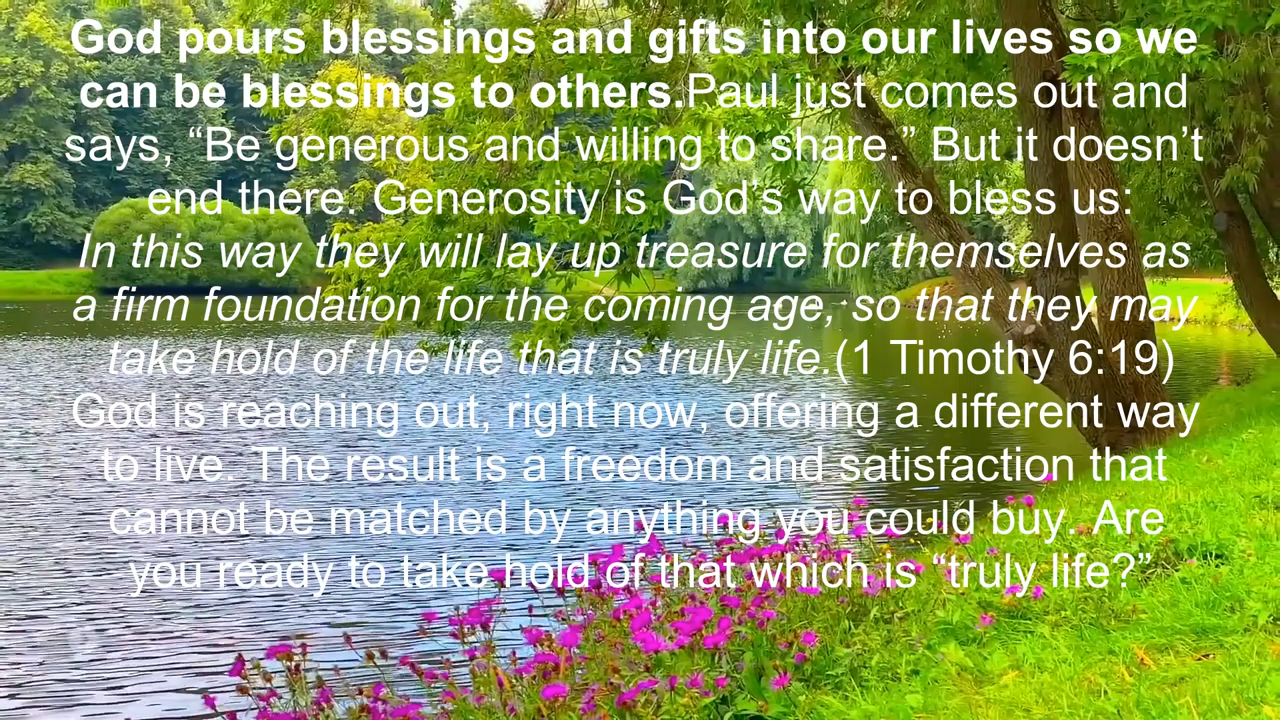 God pours blessings and gifts into our lives so we
can be blessings to others.Paul just comes out and
says, “Be generous and willing to share.” But it doesn’t
end there. Generosity is God’s way to bless us:
In this way they will lay up treasure for themselves as
a firm foundation for the coming age, so that they may
take hold of the life that is truly life.(1 Timothy 6:19)
God is reaching out, right now, offering a different way
to live. The result is a freedom and satisfaction that
cannot be matched by anything you could buy. Are
you ready to take hold of that which is “truly life?”